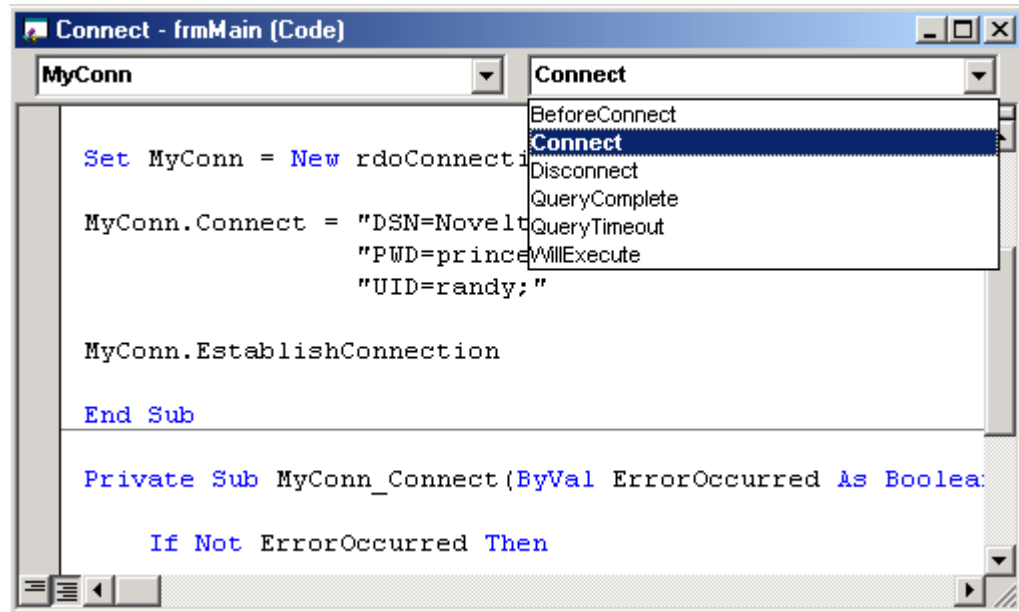 Connect - frmMain (Code)
MyConn Connect
BeforeConnect
Connect
Disconnect
QueryComplete
QueryTimeout
WillExecute
Set MyConn = New rdoConnecti
MyConn.Connect = "DSN=Novelt
"PWD=prince
"UID=randy;"
MyConn.EstablishConnection
End Sub
Private Sub MyConn_Connect(ByVal ErrorOccurred As Boolea
If Not ErrorOccurred Then